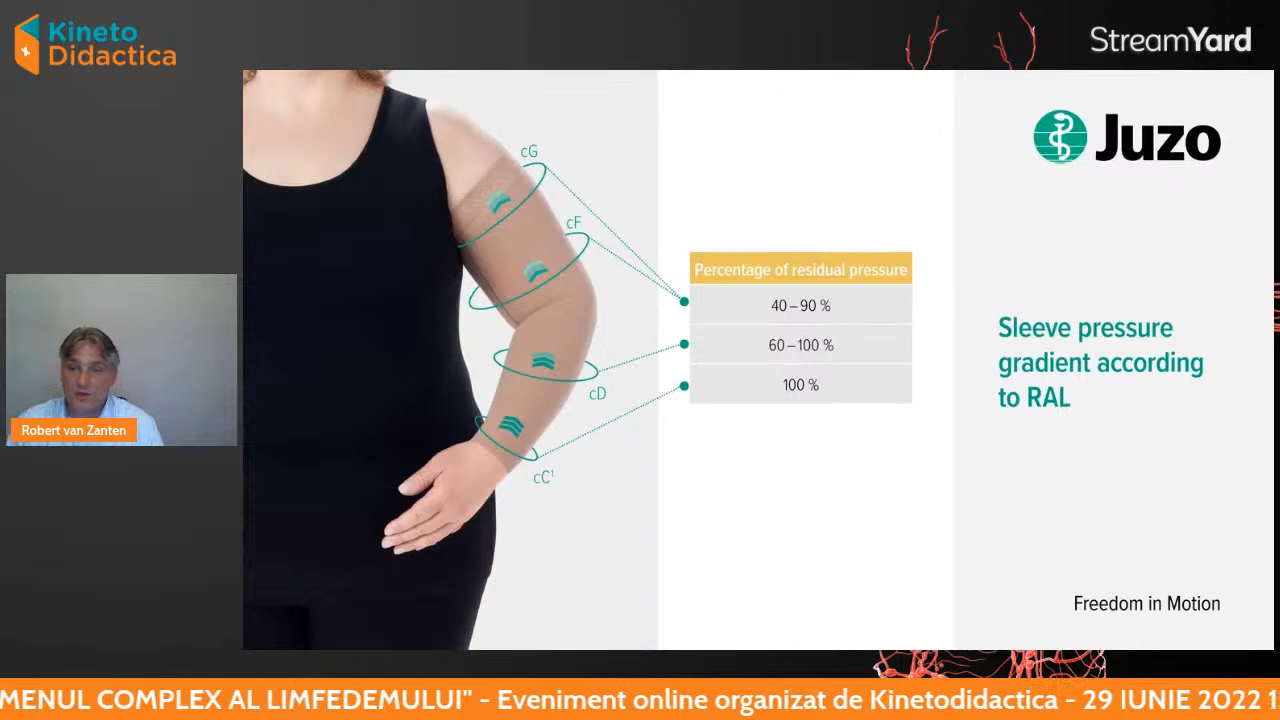 Kineto
Didactica
StreamYard
Juzo
cG
cF
cD
cC¹
Percentage of residual pressure
40 – 90 %
60 – 100 %
100 %
Sleeve pressure
gradient according
to RAL
Robert van Zanten
Freedom in Motion
MENUL COMPLEX AL LIMFEDEMULUI" - Eveniment online organizat de Kinetodidactica - 29 IUNIE 2022 1